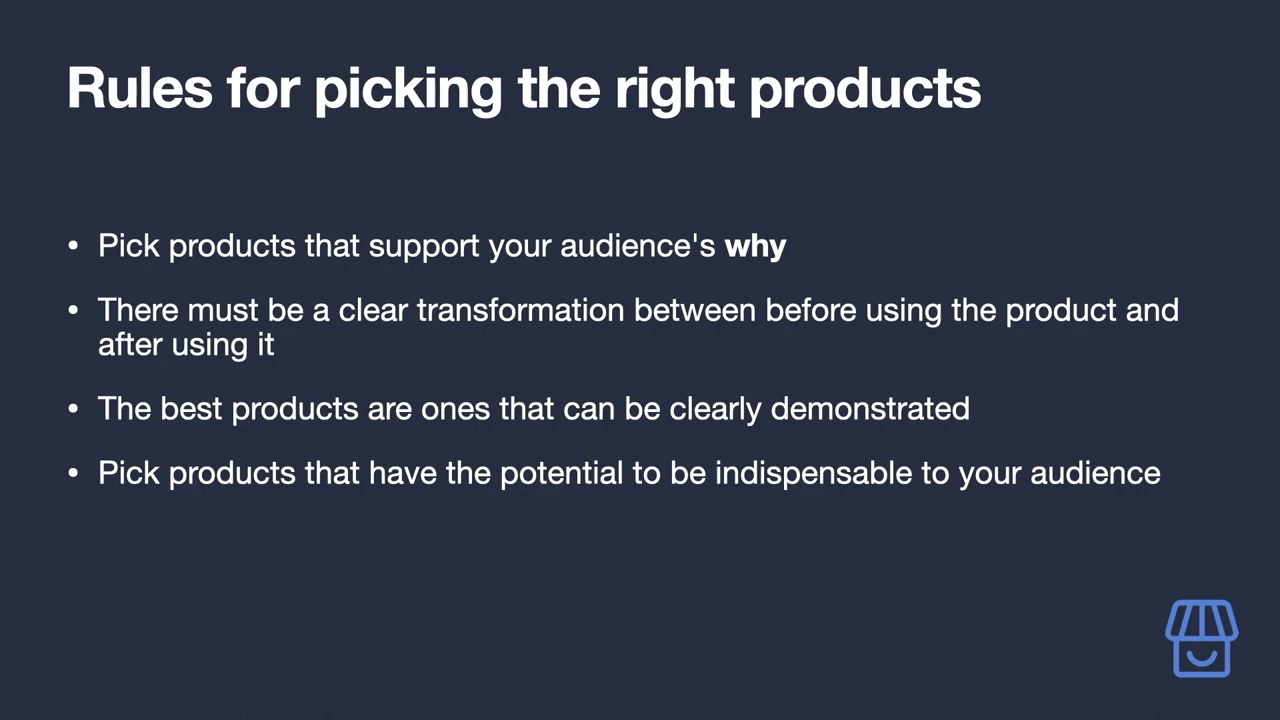 Rules for picking the right products
• Pick products that support your audience's why
• There must be a clear transformation between before using the product and
after using it
• The best products are ones that can be clearly demonstrated
• Pick products that have the potential to be indispensable to your audience